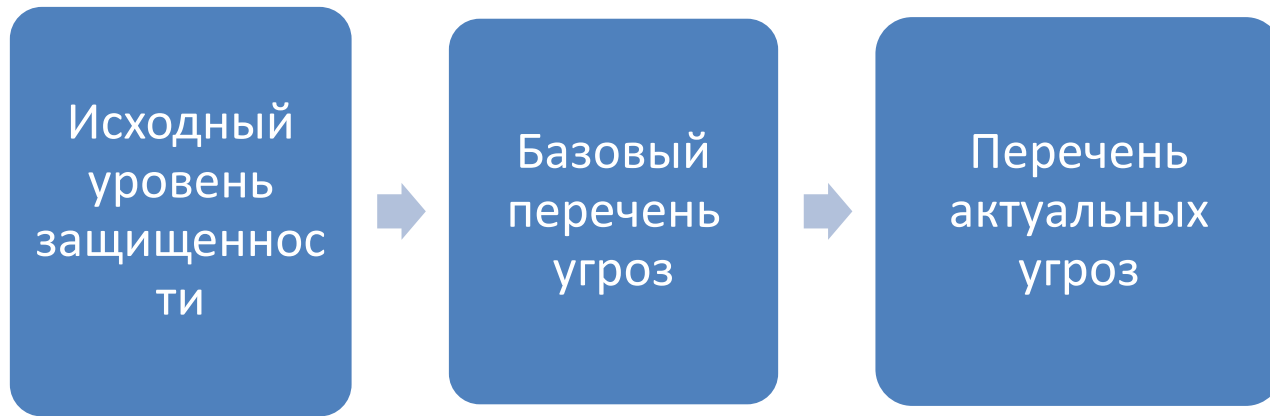 Исходный
уровень
защищеннос
ти
Базовый
перечень
угроз
Перечень
актуальных
угроз